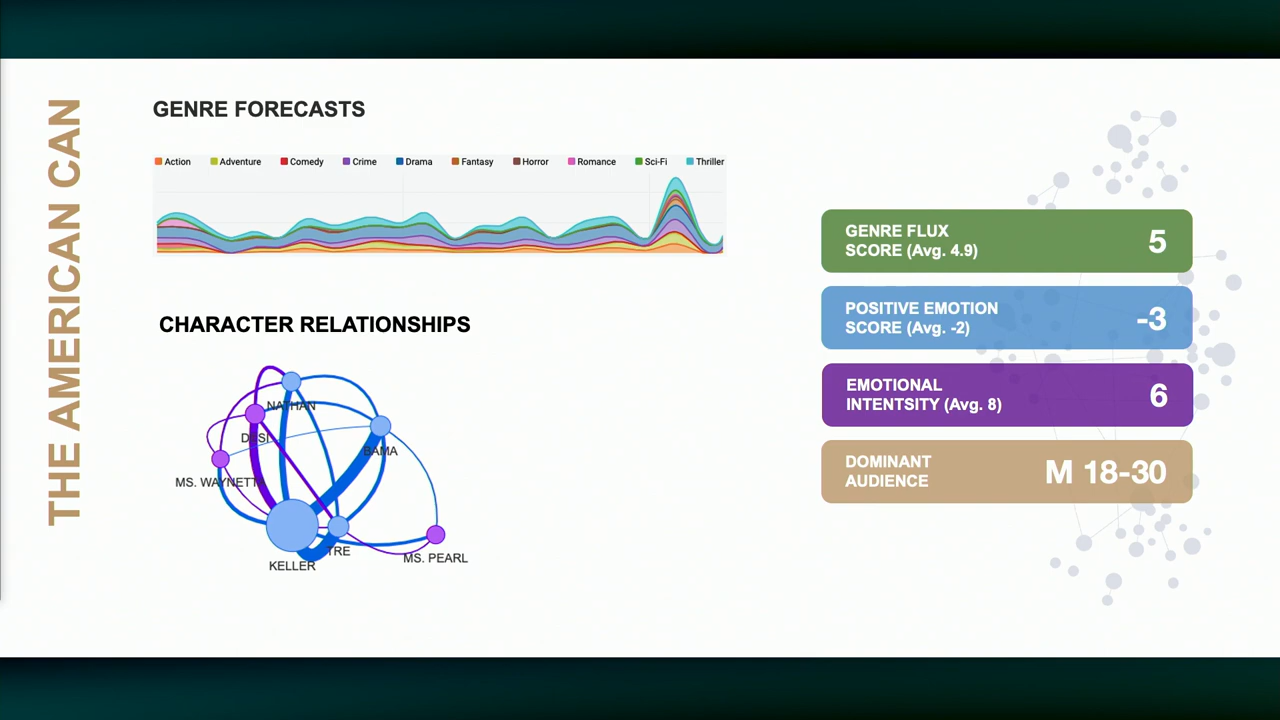 THE AMERICAN CAN
GENRE FORECASTS
Action Adventure Comedy Crime Drama Fantasy Horror Romance Sci-Fi Thriller
CHARACTER RELATIONSHIPS
NATHAN
DESI
BAMA
MS. WAYNETTA
TRE
MS. PEARL
KELLER
GENRE FLUX
SCORE (Avg. 4.9)
5
POSITIVE EMOTION
SCORE (Avg. -2)
-3
EMOTIONAL
INTENTSITY (Avg. 8)
6
DOMINANT
AUDIENCE
M 18-30